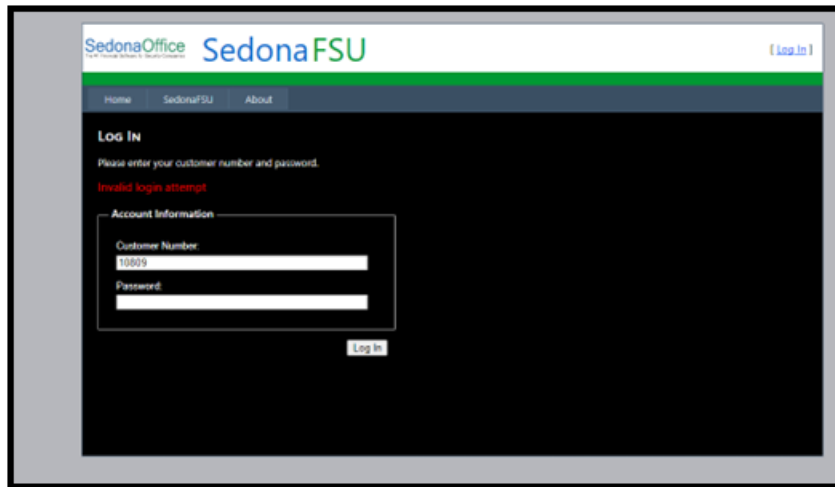 SedonaOffice SedonaFSU
[ Log In ]
Home SedonaFSU About
LOG IN
Please enter your customer number and password.
Invalid login attempt
Account Information
Customer Number:
10809
Password:
Log In